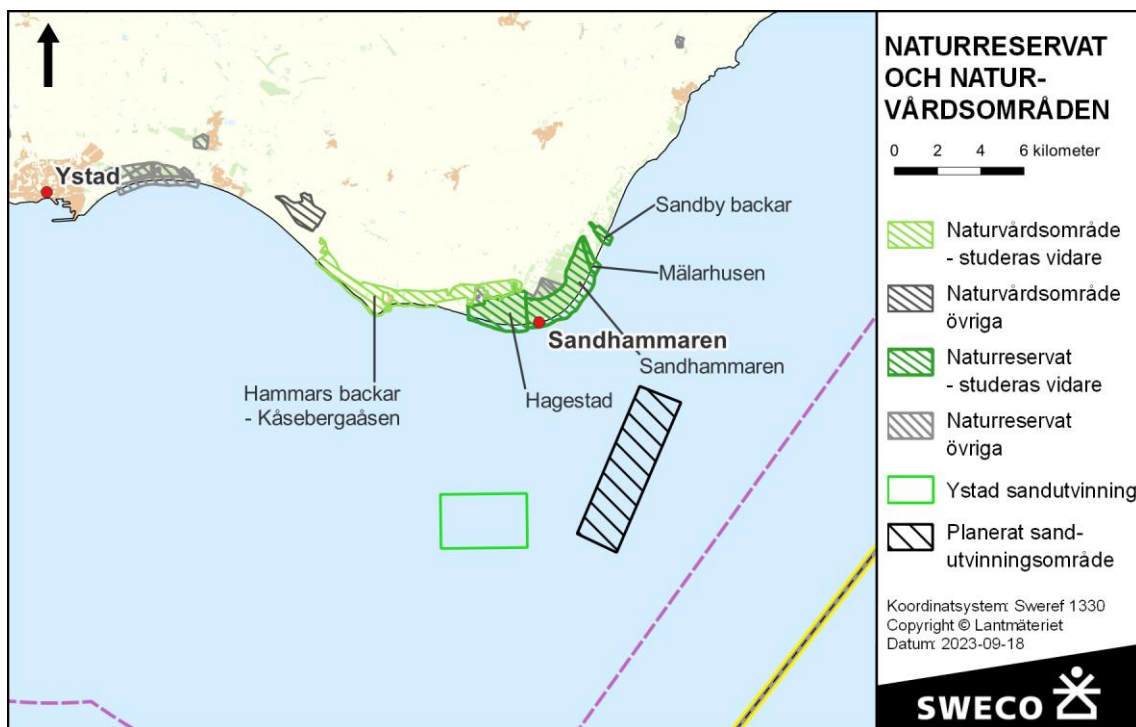 Ystad
Sandby backar
Mälarhusen
Sandhammaren
Sandhammaren
Hagestad
Hammars backar
- Kåsebergaåsen
NATURRESERVAT
OCH NATUR-
VÅRDSOMRÅDEN
0 2 4 6 kilometer
Naturvårdsområde
- studeras vidare
Naturvårdsområde
övriga
Naturreservat
- studeras vidare
Naturreservat
övriga
Ystad sandutvinning
Planerat sand-
utvinningsområde
Koordinatsystem: Sweref 1330
Copyright © Lantmäteriet
Datum: 2023-09-18
SWECO